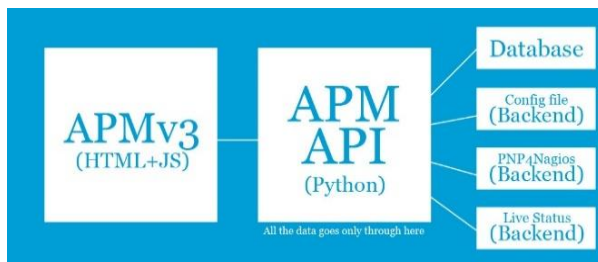 APMv3
(HTML+JS)
APM
API
(Python)
All the data goes only through here
Database
Config file
(Backend)
PNP4Nagios
(Backend)
Live Status
(Backend)